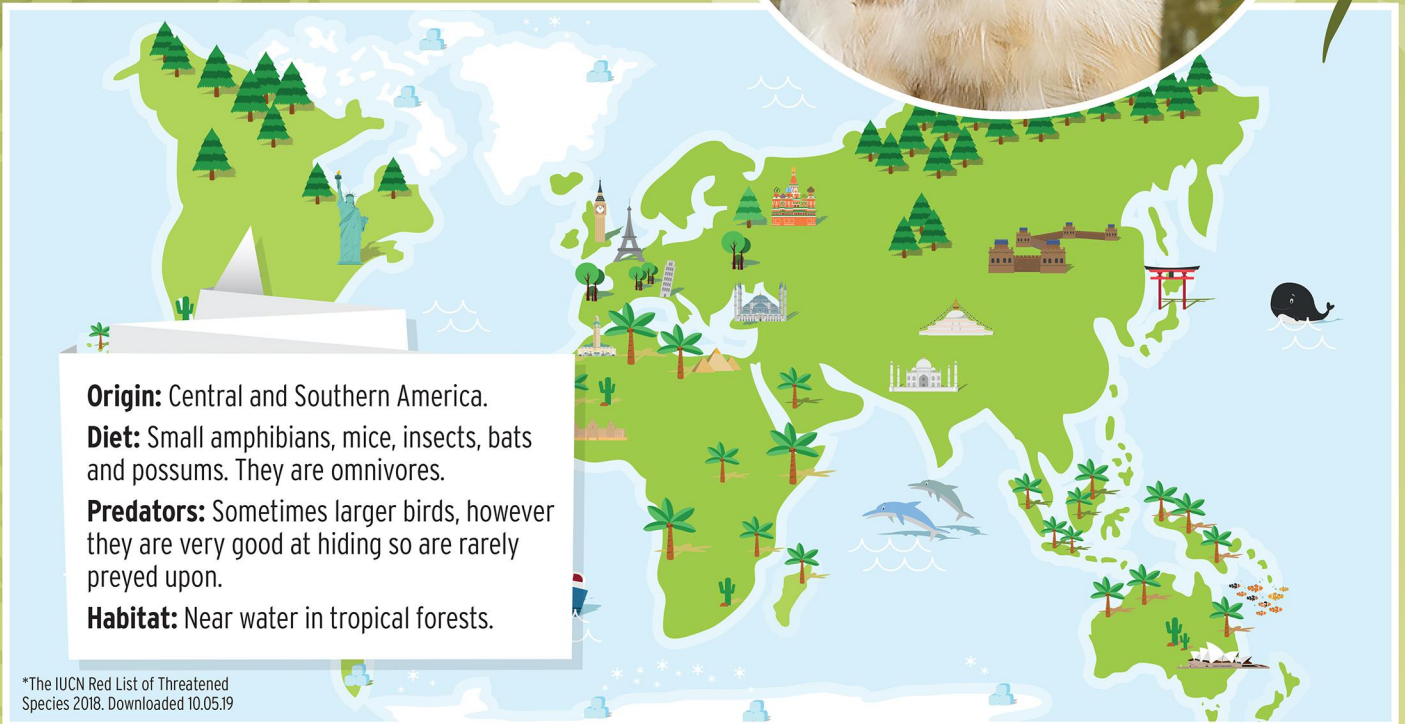 Origin: Central and Southern America.
Diet: Small amphibians, mice, insects, bats
and possums. They are omnivores.
Predators: Sometimes larger birds, however
they are very good at hiding so are rarely
preyed upon.
Habitat: Near water in tropical forests.
*The IUCN Red List of Threatened
Species 2018. Downloaded 10.05.19